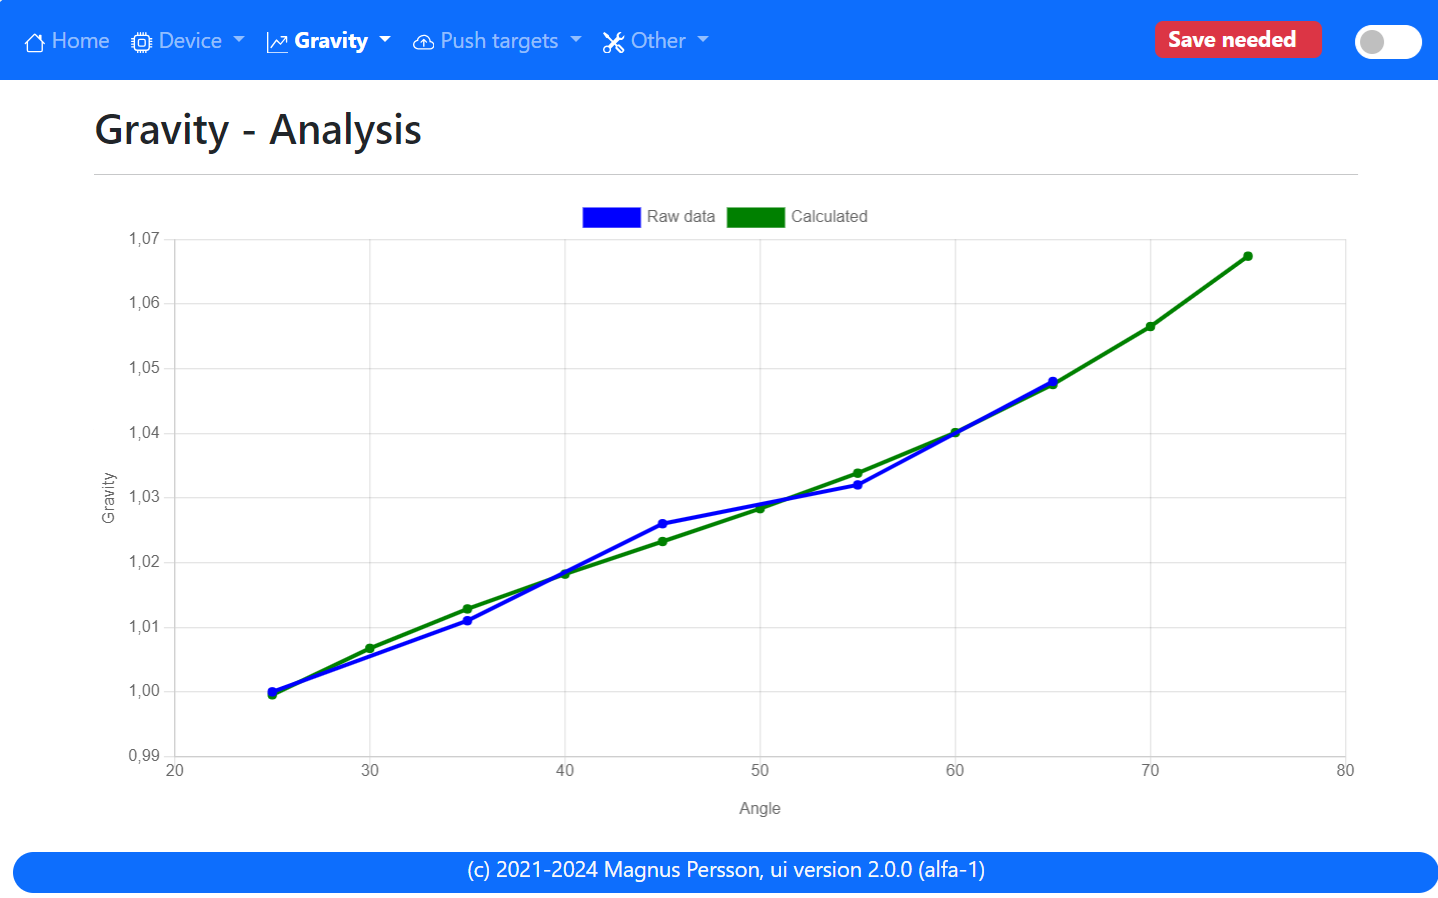 Home Device Gravity Push targets Other Save needed
Gravity - Analysis
Raw data Calculated
1,07
1,06
1,05
1,04
1,03
1,02
1,01
1,00
0,99
Gravity
20 30 40 50 60 70 80
Angle
(c) 2021-2024 Magnus Persson, ui version 2.0.0 (alfa-1)